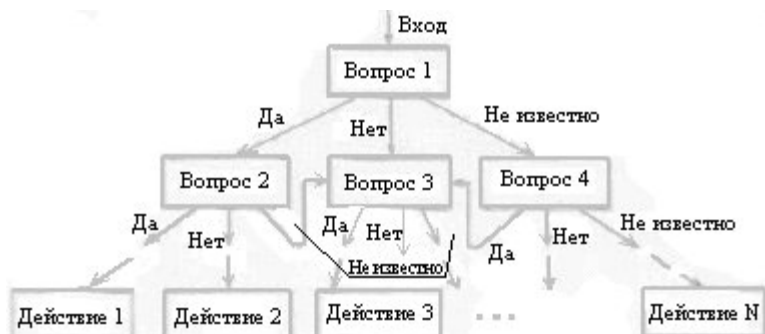 Вход
Вопрос 1
Да
Нет
Не известно
Вопрос 2
Вопрос 3
Вопрос 4
Да
Нет
Да
Нет
Не известно
Да
Нет
Не известно
Действие 1
Действие 2
Действие 3
Действие N